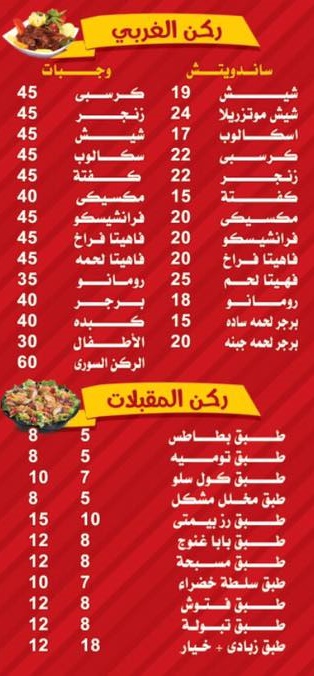 ركن الغربي
ساندويتش
شيش 19
شيش موتزريلا 24
اسكالوب 17
كرسبى 22
زنجر 22
كفتة 15
مكسيكى 20
فرانشيسكو 20
فاهيتا فراخ 20
فهيتا لحم 25
رومانو 18
برجر لحمه ساده 15
برجر لحمه جبنه 20
وجبات
كرسبى 45
زنجر 45
شيش 45
سكالوب 45
كفتة 45
مكسيكى 40
فرانشيسكو 45
فاهيتا فراخ 45
فاهيتا لحمه 45
رومانو 35
برجر 40
كبده 40
الأطفال 30
الركن السورى 60
ركن المقبلات
طبق بطاطس 5 8
طبق توميه 5 8
طبق كول سلو 7 10
طبق مخلل مشكل 5 8
طبق رز بيمتى 10 15
طبق بابا غنوج 8 12
طبق مسبحة 8 12
طبق سلطة خضراء 7 10
طبق فتوش 8 12
طبق تبولة 8 12
طبق زبادى + خيار 18 12